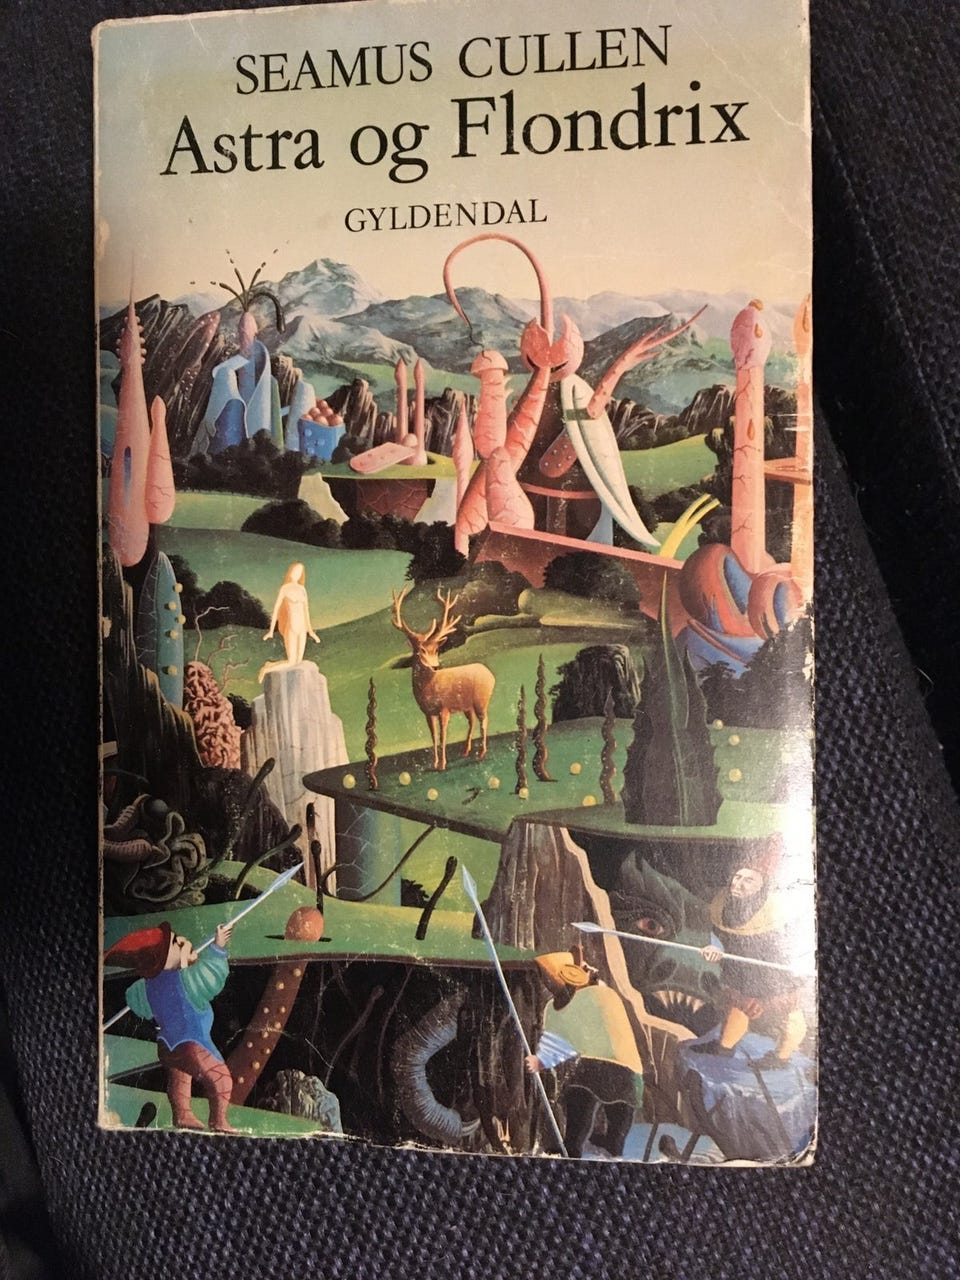 SEAMUS CULLEN
Astra og Flondrix
GYLDENDAL